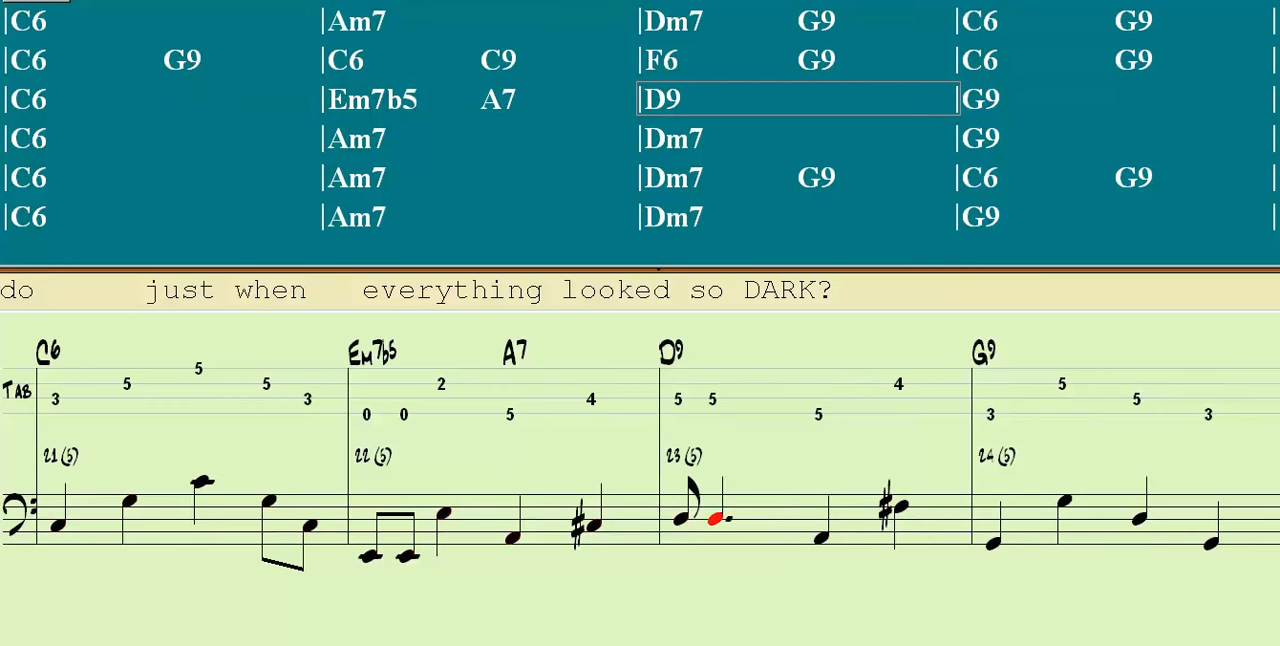 |C6 |Am7 |Dm7 G9 |C6 G9 |
|C6 G9 |C6 C9 |F6 G9 |C6 G9 |
|C6 |Em7b5 A7 |D9 |G9 |
|C6 |Am7 |Dm7 |G9 |
|C6 |Am7 |Dm7 G9 |C6 G9 |
|C6 |Am7 |Dm7 |G9 |
do just when everything looked so DARK?
C6 Em7b5 A7 D9 G9
5
TAB 5 5 2 4 5
3 3 4 5 5 5
0 0 5 5 3 3
21(5) 22(5) 23(5) 24(5)